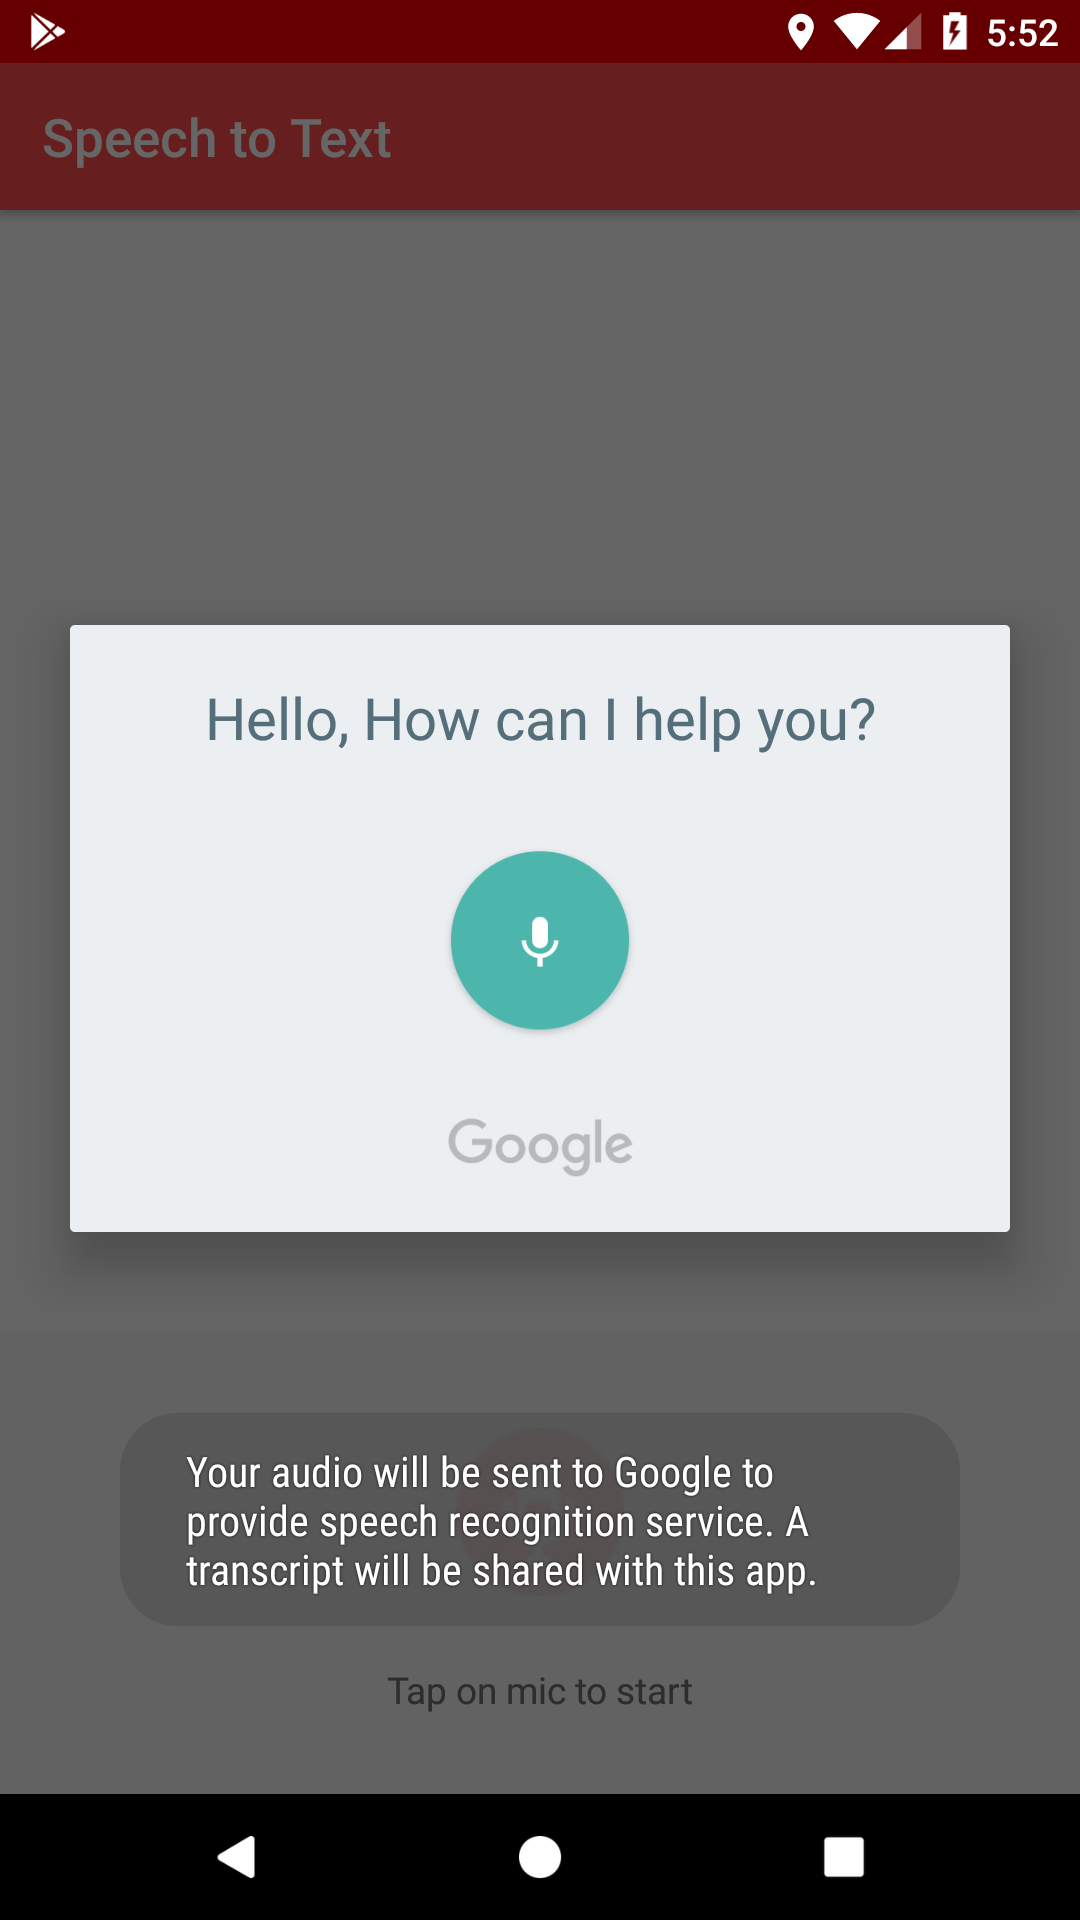 5:52
Speech to Text
Hello, How can I help you?
Google
Your audio will be sent to Google to
provide speech recognition service. A
transcript will be shared with this app.
Tap on mic to start